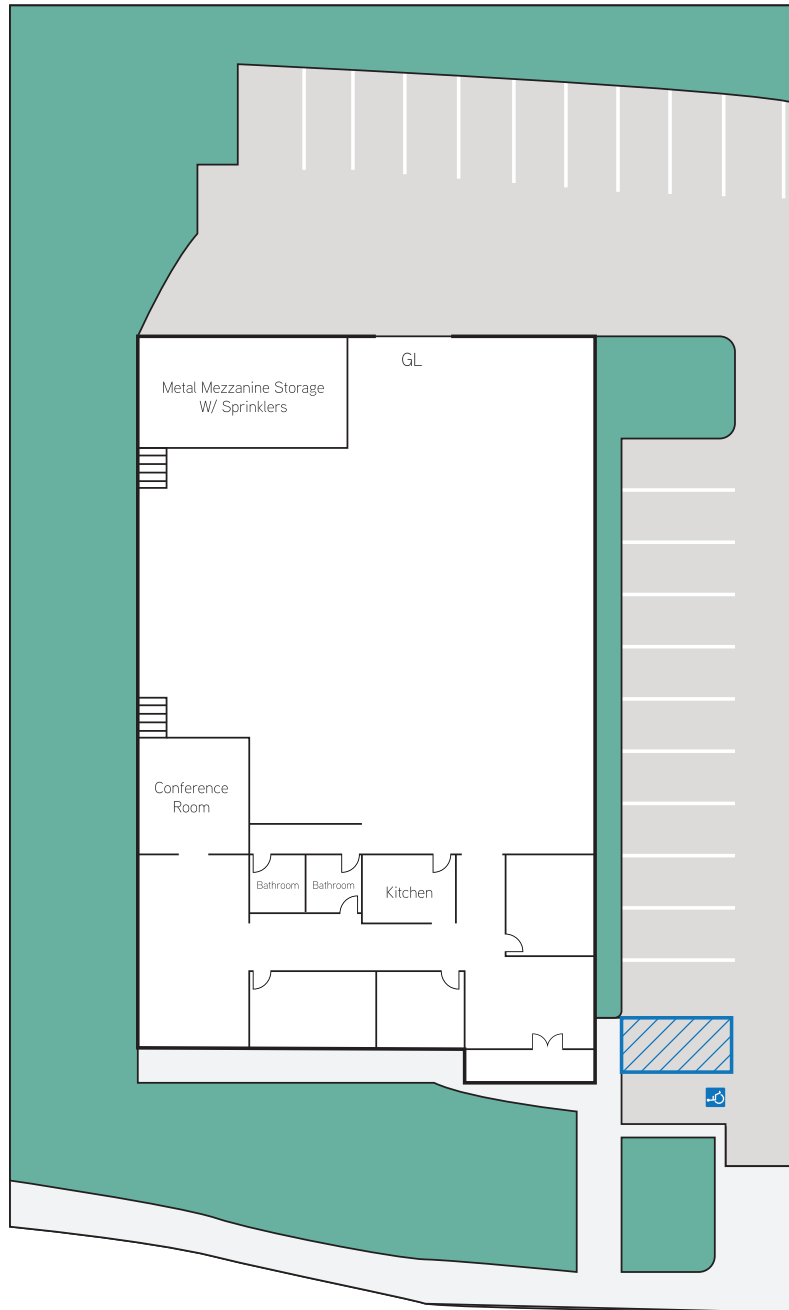 GL
Metal Mezzanine Storage
W/ Sprinklers
Conference
Room
Bathroom
Bathroom
Kitchen